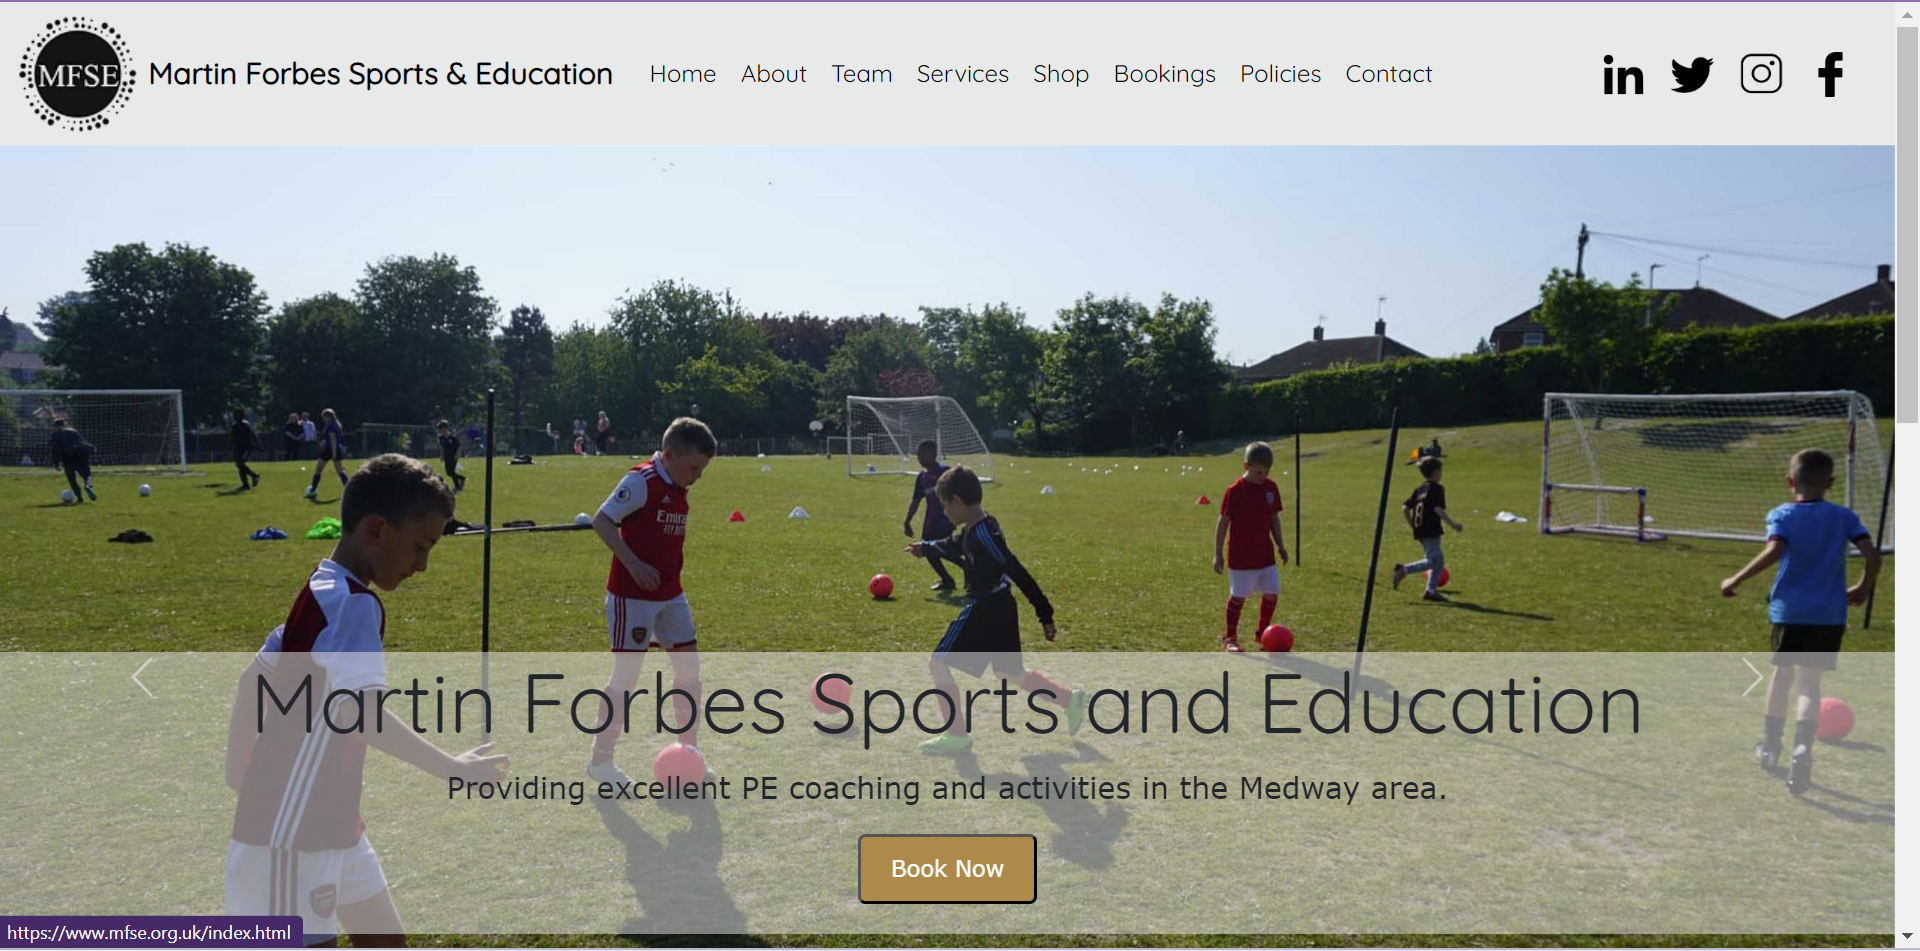 MFSE
Martin Forbes Sports & Education
Home About Team Services Shop Bookings Policies Contact
in
f
Emira
8
Martin Forbes Sports and Education
Providing excellent PE coaching and activities in the Medway area.
Book Now
https://www.mfse.org.uk/index.html